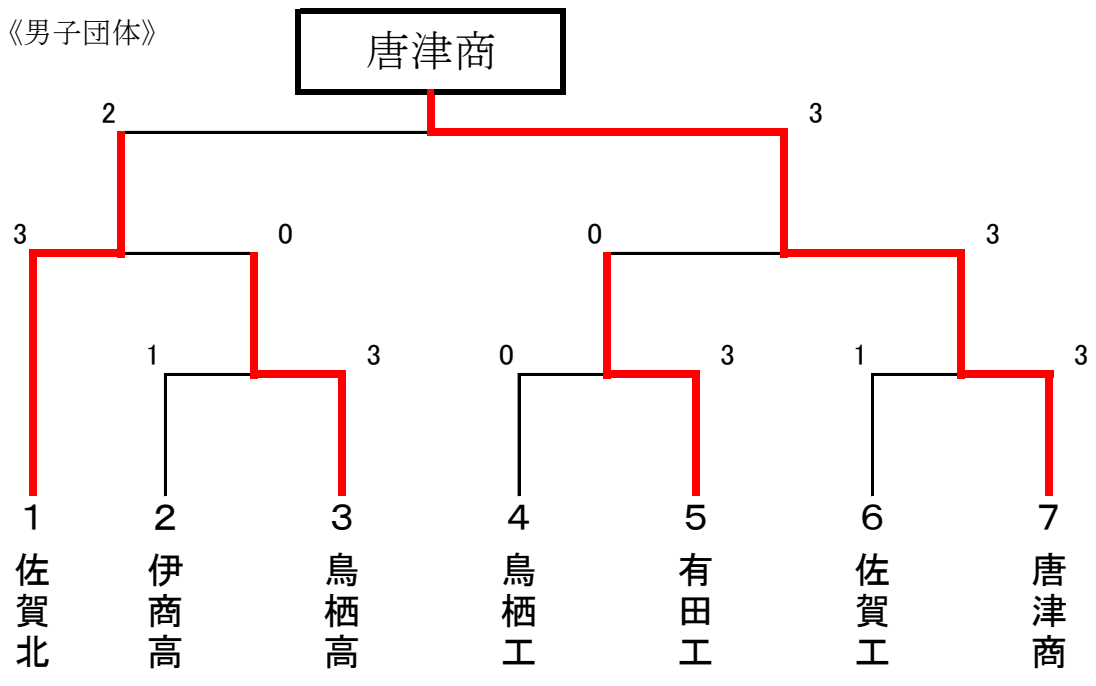 《男子団体》
唐津商
2 3
3 0 0 3
1 3 0 3 1 3
1 2 3 4 5 6 7
佐賀北
伊商高
鳥栖高
鳥栖工
有田工
佐賀工
唐津商